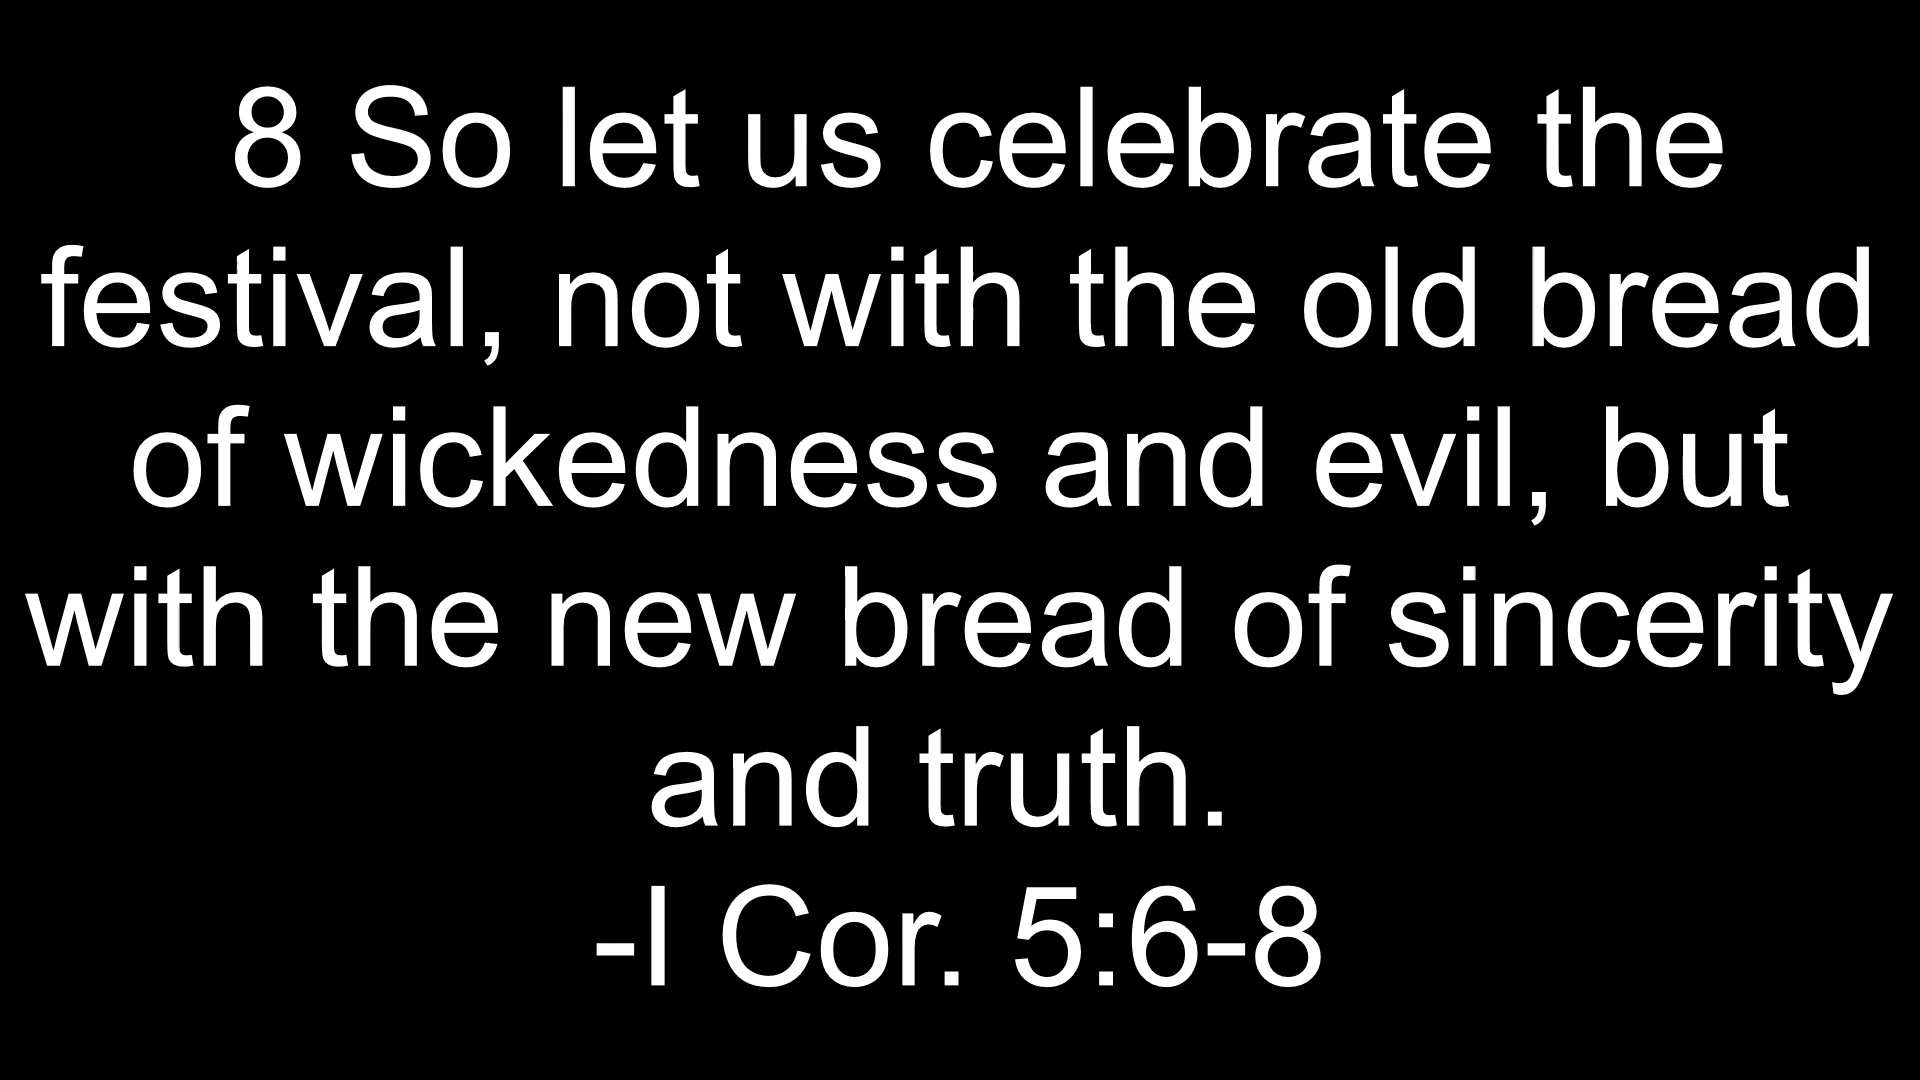 8 So let us celebrate the
festival, not with the old bread
of wickedness and evil, but
with the new bread of sincerity
and truth.
-I Cor. 5:6-8